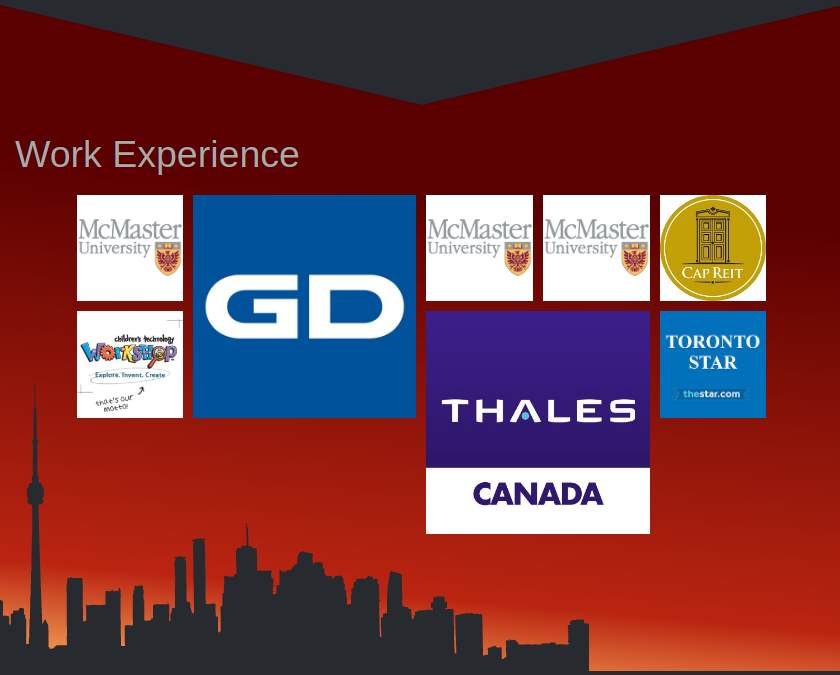 Work Experience
McMaster
University
GD
McMaster
University
McMaster
University
CAP REIT
children's technology
Workshop
Explore. Invent. Create
that's our
motto!
THALES
CANADA
TORONTO
STAR
thestar.com